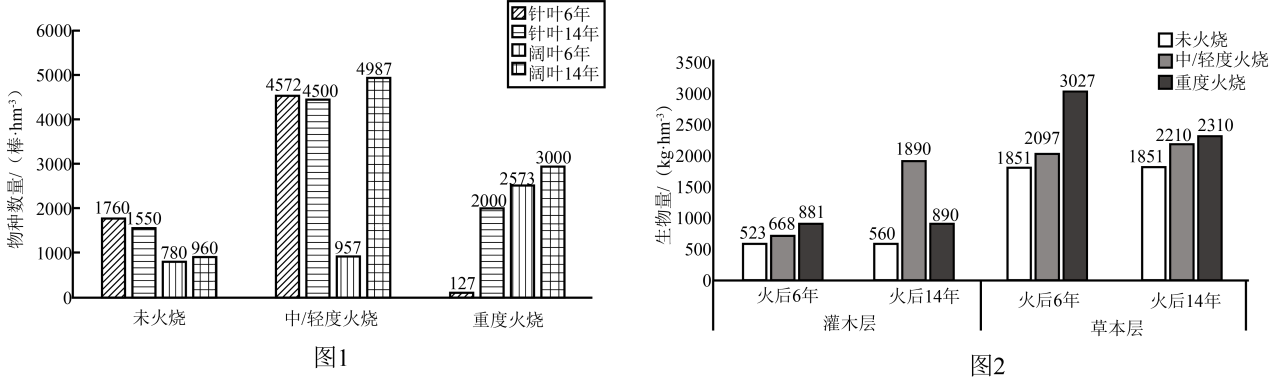 针叶6年
针叶14年
阔叶6年
阔叶14年
物种数量/（棒·hm⁻³）
6000
5000
4000
3000
2000
1000
0
1760
1550
780
960
4572
4500
957
4987
127
2000
2573
3000
未火烧
中/轻度火烧
重度火烧
图1
未火烧
中/轻度火烧
重度火烧
生物量/（kg·hm⁻³）
3500
3000
2500
2000
1500
1000
500
0
523
668
881
560
1890
890
1851
2097
3027
1851
2210
2310
火后6年
火后14年
火后6年
火后14年
灌木层
草本层
图2